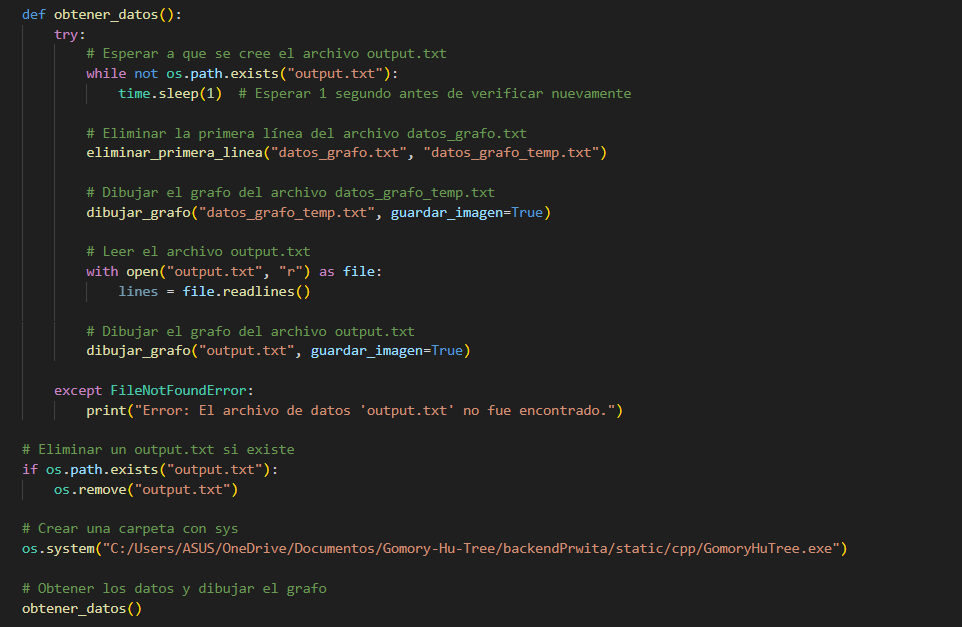 def obtener_datos():
    try:
        # Esperar a que se cree el archivo output.txt
        while not os.path.exists("output.txt"):
            time.sleep(1)  # Esperar 1 segundo antes de verificar nuevamente

        # Eliminar la primera línea del archivo datos_grafo.txt
        eliminar_primera_linea("datos_grafo.txt", "datos_grafo_temp.txt")

        # Dibujar el grafo del archivo datos_grafo_temp.txt
        dibujar_grafo("datos_grafo_temp.txt", guardar_imagen=True)

        # Leer el archivo output.txt
        with open("output.txt", "r") as file:
            lines = file.readlines()

        # Dibujar el grafo del archivo output.txt
        dibujar_grafo("output.txt", guardar_imagen=True)

    except FileNotFoundError:
        print("Error: El archivo de datos 'output.txt' no fue encontrado.")

# Eliminar un output.txt si existe
if os.path.exists("output.txt"):
    os.remove("output.txt")

# Crear una carpeta con sys
os.system("C:/Users/ASUS/OneDrive/Documentos/Gomory-Hu-Tree/backendPrwita/static/cpp/GomoryHuTree.exe")

# Obtener los datos y dibujar el grafo
obtener_datos()